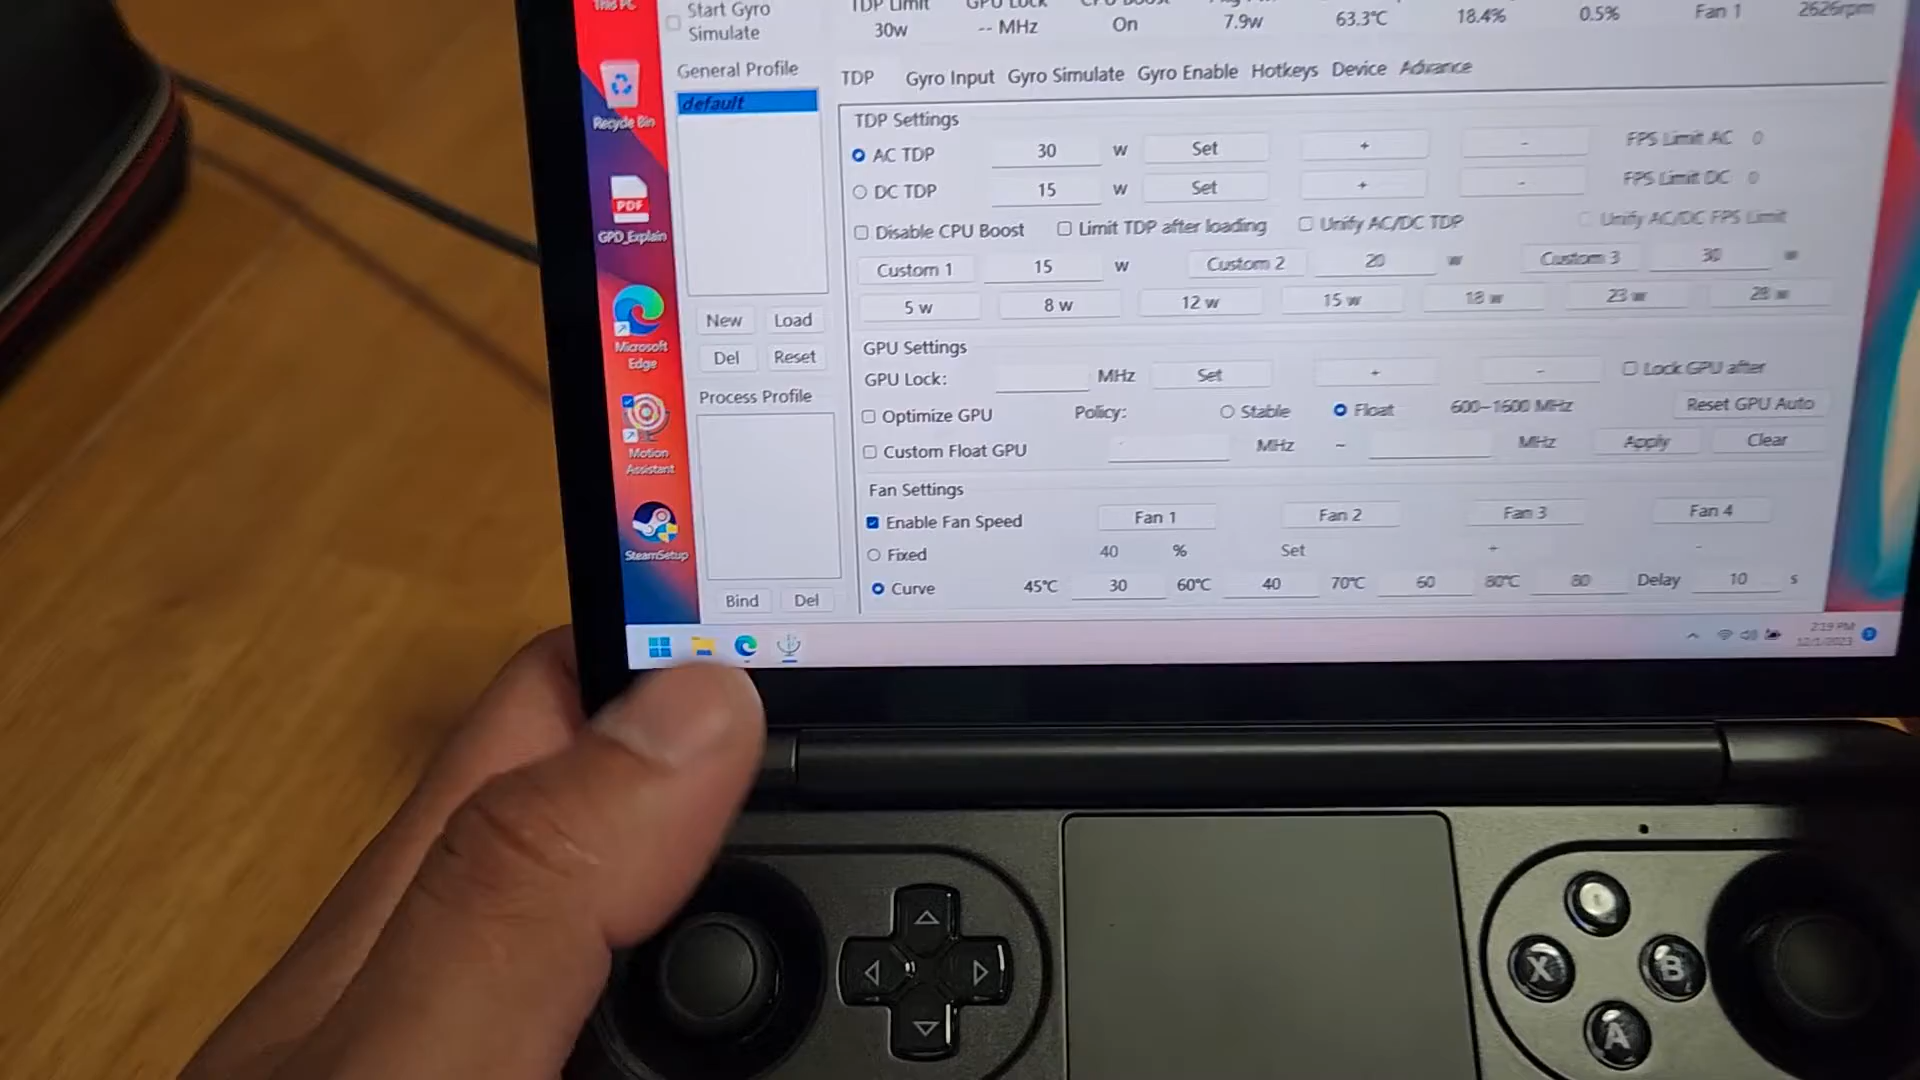 This PC
Start Gyro
Simulate
TDP Limit
30w
GPU Lock
-- MHz
CPU Boost
On
7.9w
63.3℃
18.4%
0.5%
Fan 1
2626rpm
General Profile
default
TDP Gyro Input Gyro Simulate Gyro Enable Hotkeys Device Advance
TDP Settings
AC TDP 30 w Set + - FPS Limit AC 0
DC TDP 15 w Set + - FPS Limit DC 0
Disable CPU Boost Limit TDP after loading Unify AC/DC TDP Unify AC/DC FPS Limit
Custom 1 15 w Custom 2 20 w Custom 3 30 w
5 w 8 w 12 w 15 w 18 w 23 w 28 w
New Load
Del Reset
GPU Settings
GPU Lock: MHz Set + - Lock GPU after
Optimize GPU Policy: Stable Float 600~1600 MHz Reset GPU Auto
Custom Float GPU MHz ~ MHz Apply Clear
Process Profile
Bind Del
Fan Settings
Enable Fan Speed Fan 1 Fan 2 Fan 3 Fan 4
Fixed 40 % Set + -
Curve 45℃ 30 60℃ 40 70℃ 60 80℃ 80 Delay 10 s
Recycle Bin
PDF
GPD_Explain
Microsoft
Edge
Motion
Assistant
SteamSetup
2:19 PM
12/1/2023
X
B
A